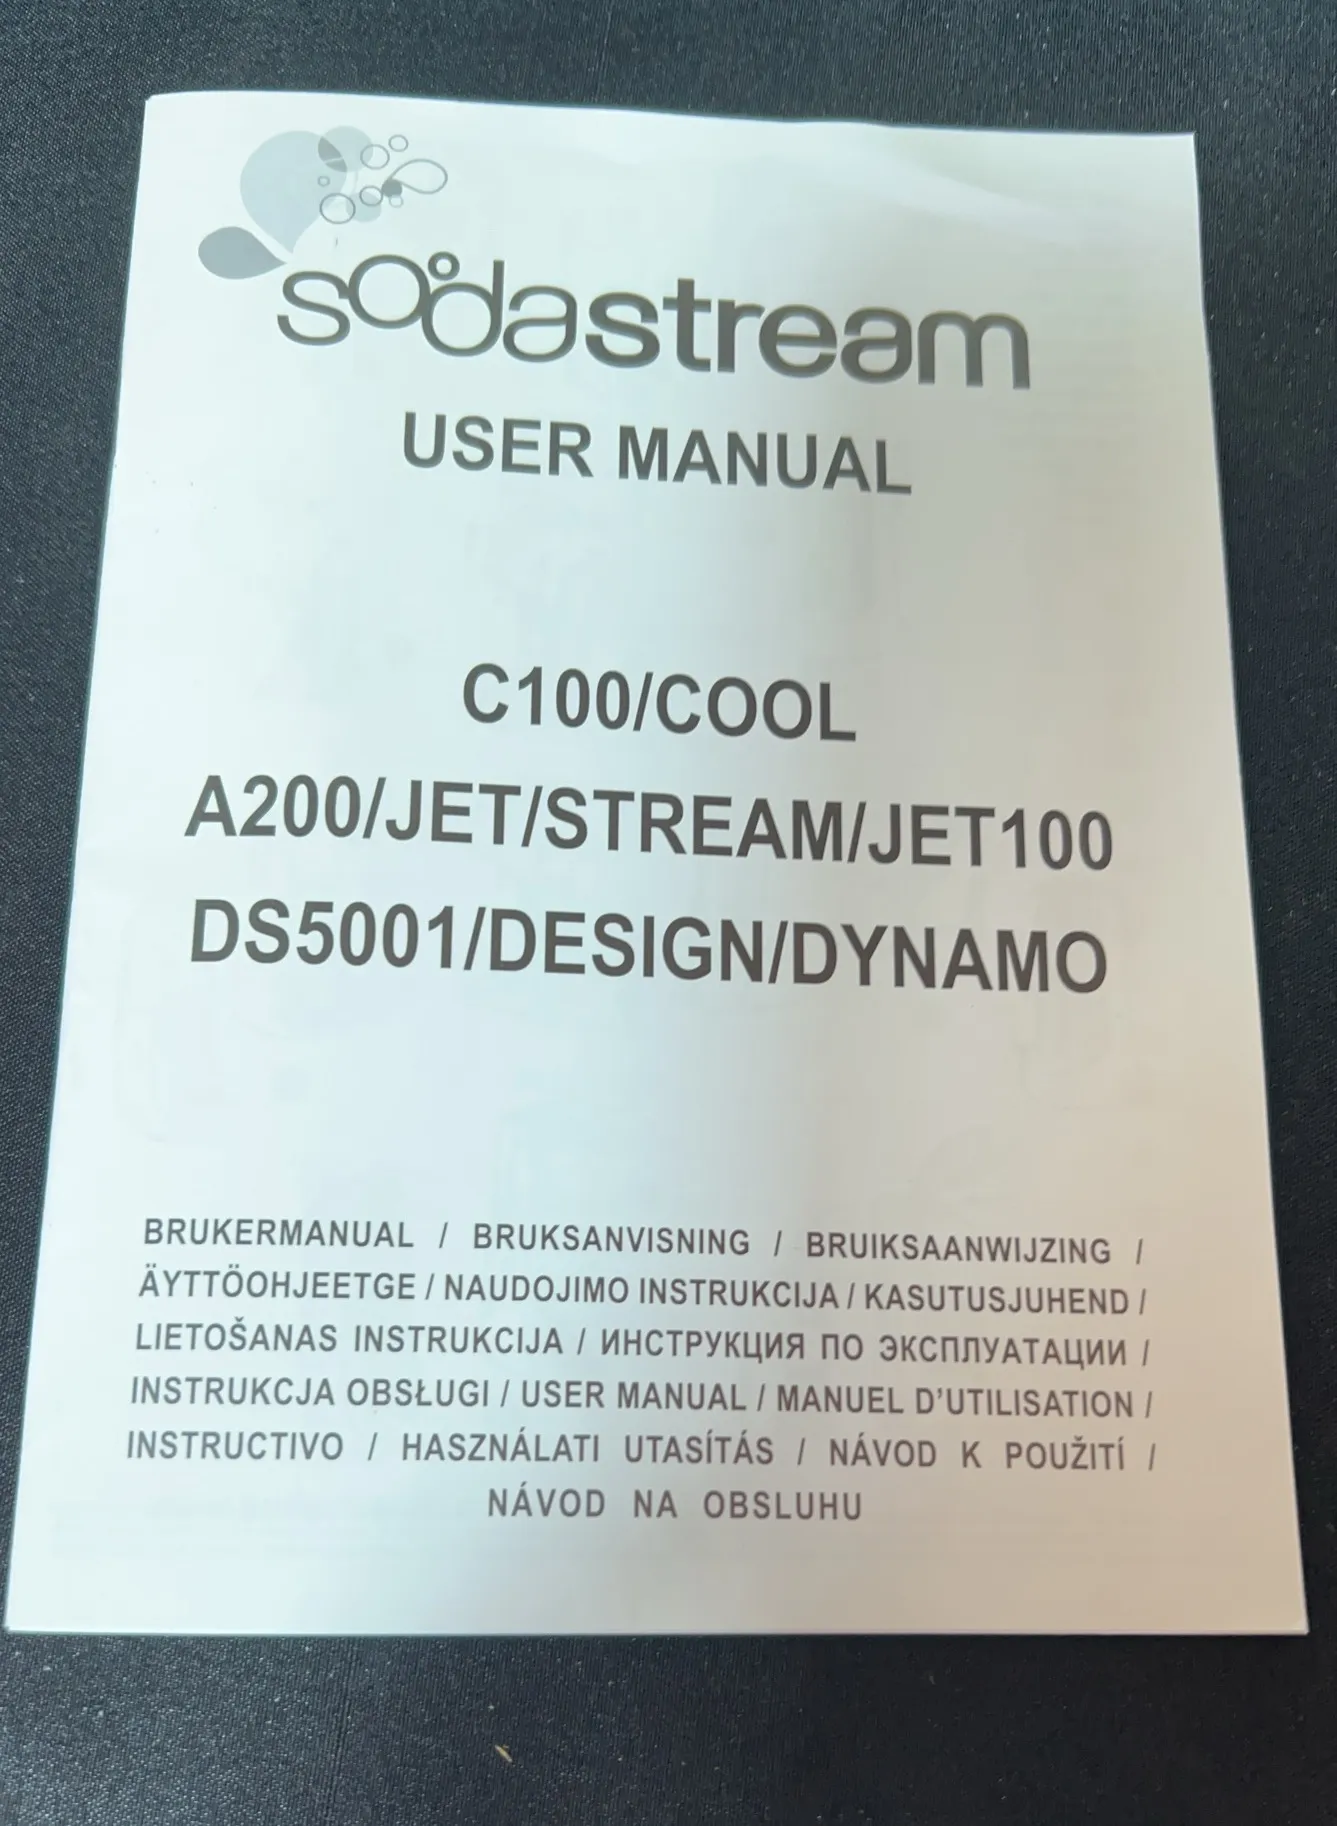 sodastream
USER MANUAL
C100/COOL
A200/JET/STREAM/JET100
DS5001/DESIGN/DYNAMO
BRUKERMANUAL / BRUKSANVISNING / BRUIKSAANWIJZING /
ÄYTTÖOHJEETGE / NAUDOJIMO INSTRUKCIJA / KASUTUSJUHEND /
LIETOŠANAS INSTRUKCIJA / ИНСТРУКЦИЯ ПО ЭКСПЛУАТАЦИИ /
INSTRUKCJA OBSŁUGI / USER MANUAL / MANUEL D'UTILISATION /
INSTRUCTIVO / HASZNÁLATI UTASÍTÁS / NÁVOD K POUŽITÍ /
NÁVOD NA OBSLUHU